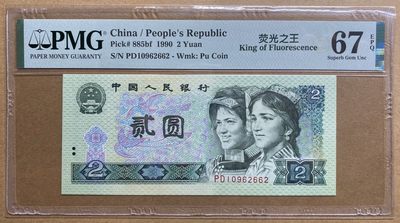 PMG
PAPER MONEY GUARANTY
China / People's Republic
Pick# 885bf 1990 2 Yuan
S/N PD10962662 - Wmk: Pu Coin
荧光之王
King of Fluorescence
67 EPQ
Superb Gem Unc
中国人民银行
2
贰圆
PD10962662
2
2